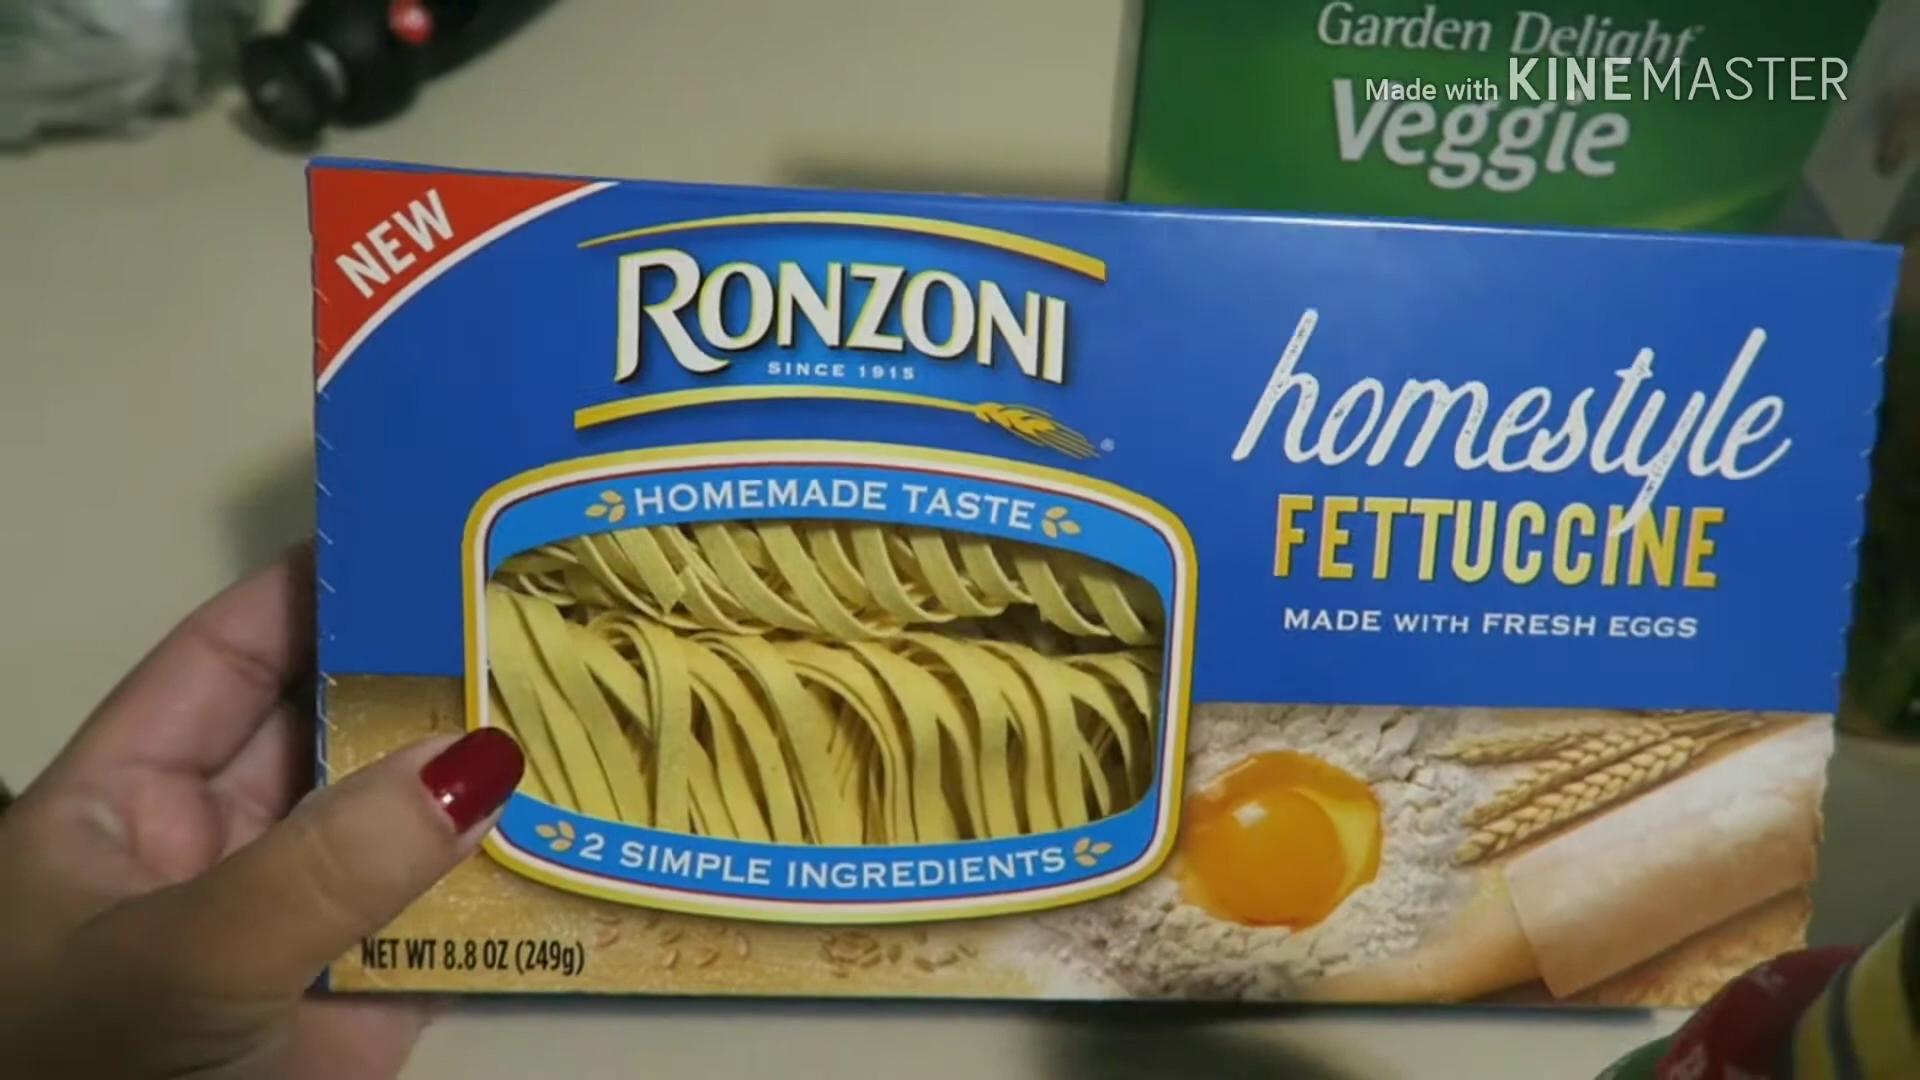 Garden Delight
Veggie
Made with KINEMASTER
NEW
RONZONI
SINCE 1915
®
homestyle
FETTUCCINE
MADE WITH FRESH EGGS
HOMEMADE TASTE
2 SIMPLE INGREDIENTS
NET WT 8.8 OZ (249g)